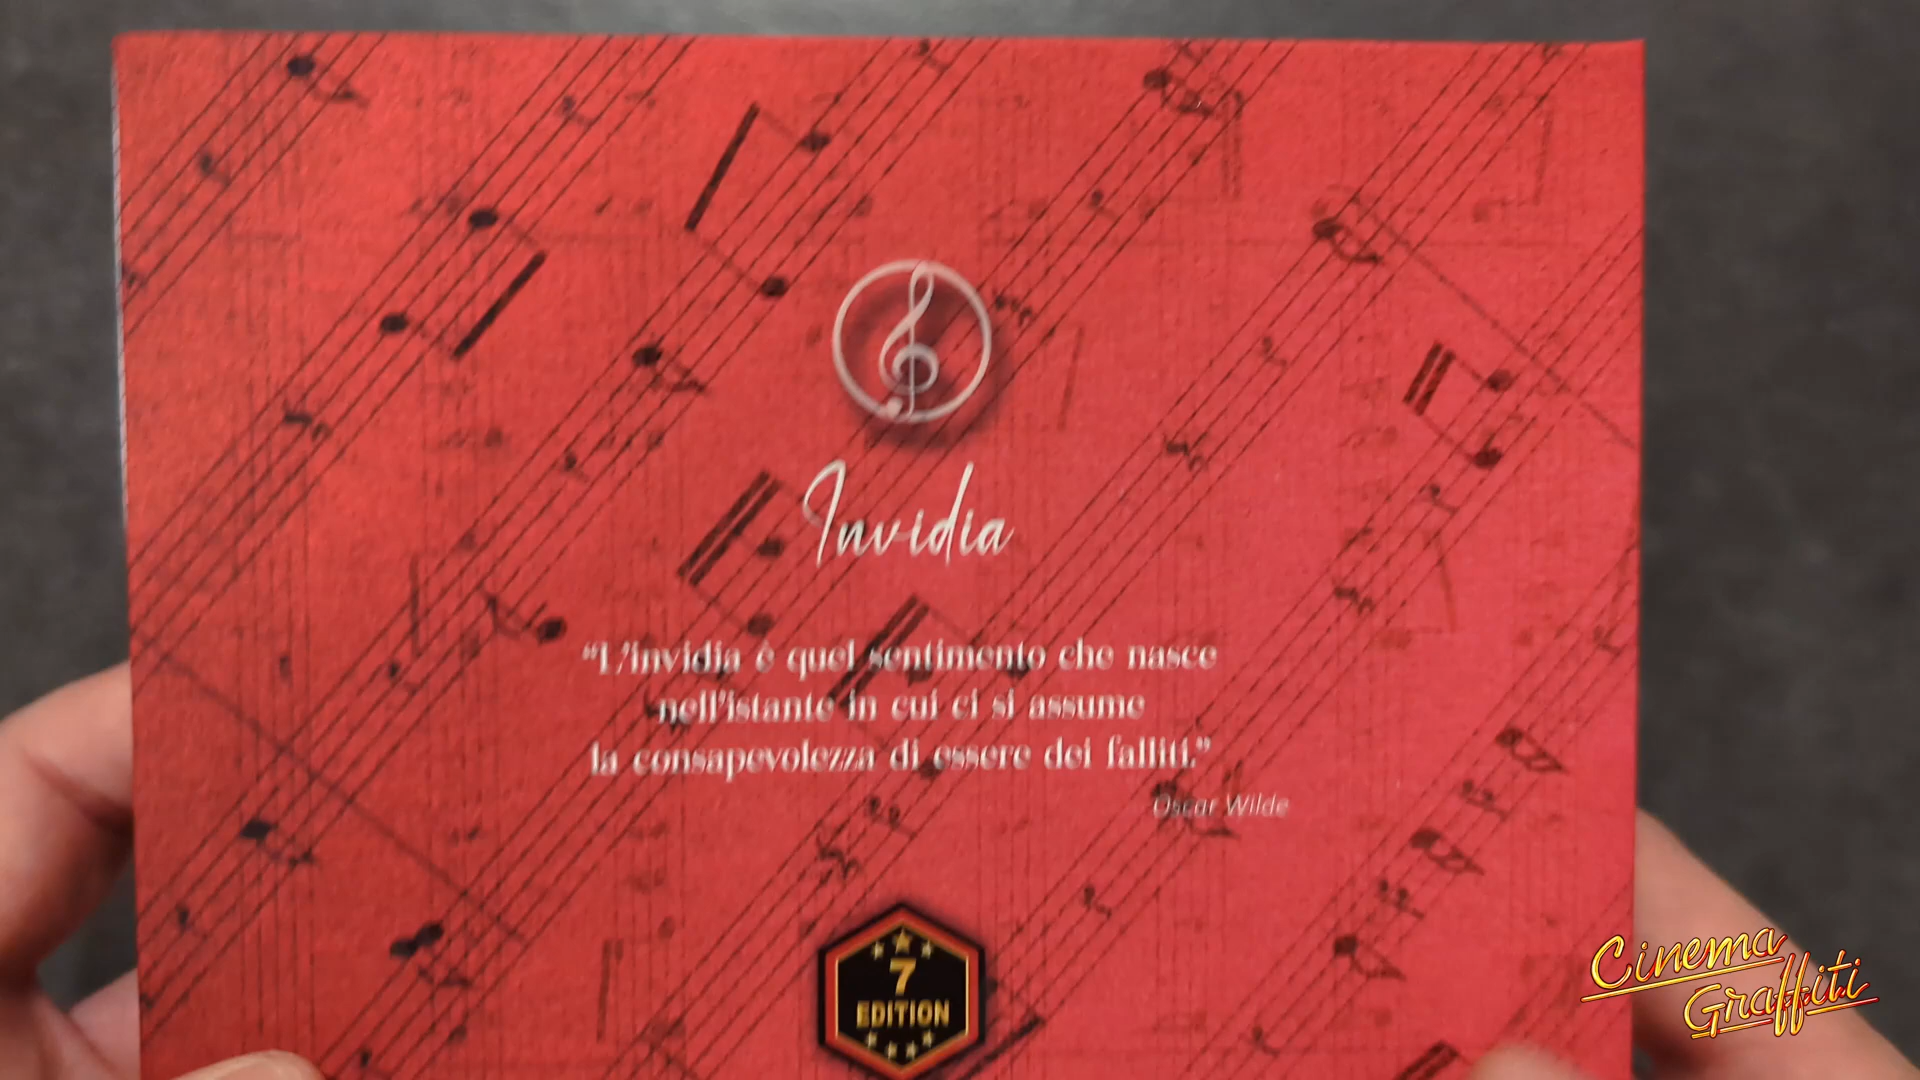 Invidia
“L’invidia è quel sentimento che nasce
nell’istante in cui ci si assume
la consapevolezza di essere dei falliti.”
Oscar Wilde
7
EDITION
Cinema
Graffiti